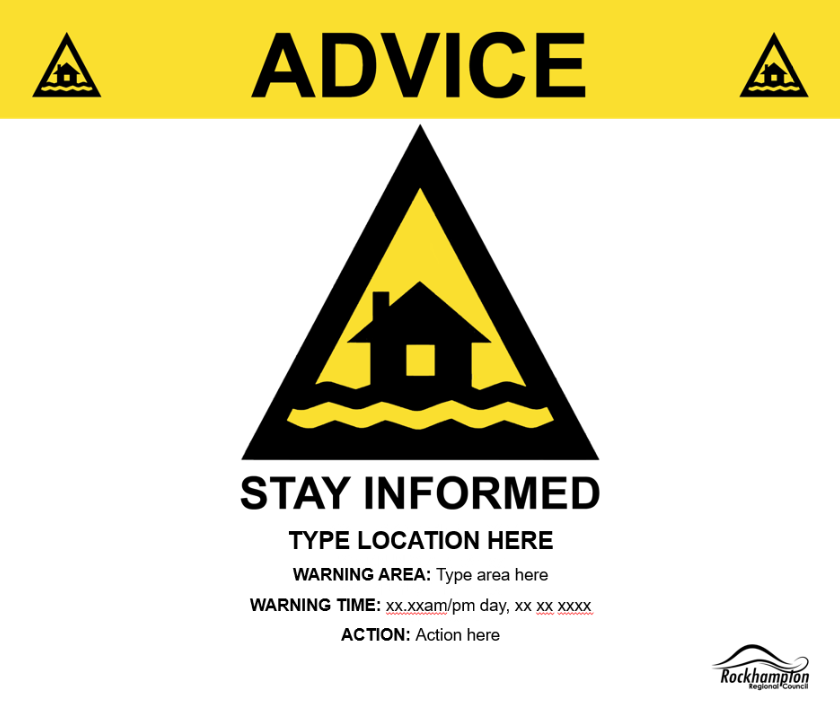 ADVICE
STAY INFORMED
TYPE LOCATION HERE
WARNING AREA: Type area here
WARNING TIME: xx.xxam/pm day, xx xx xxxx
ACTION: Action here
Rockhampton
Regional Council